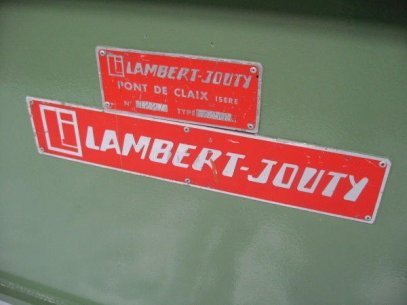 LAMBERT-JOUTY
PONT DE CLAIX ISERE
N° TYPE
LAMBERT-JOUTY